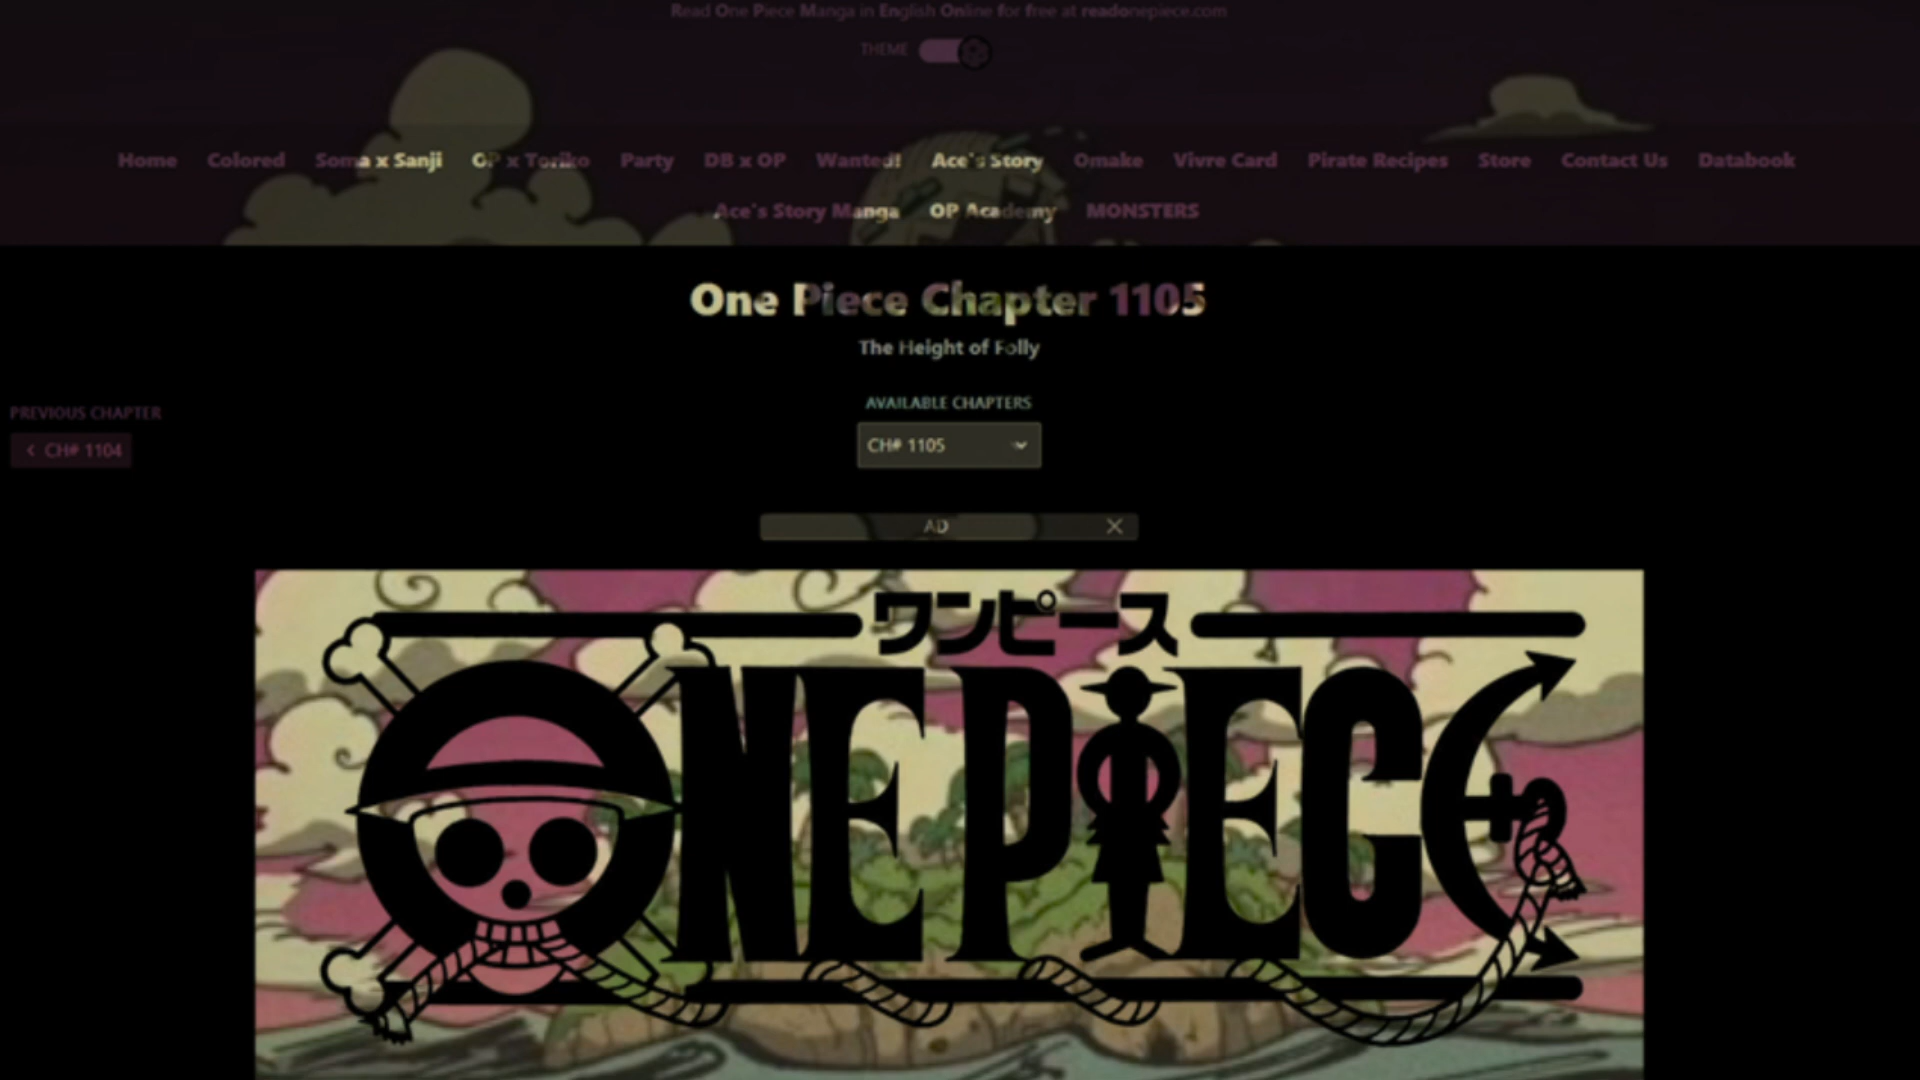 Read One Piece Manga in English Online for free at readonepiece.com
THEME
Home Colored Soma x Sanji OP x Toriko Party DB x OP Wanted! Ace's Story Omake Vivre Card Pirate Recipes Store Contact Us Databook
Ace's Story Manga OP Academy MONSTERS
One Piece Chapter 1105
The Height of Folly
AVAILABLE CHAPTERS
PREVIOUS CHAPTER
CH# 1105
< CH# 1104
AD ×
ワンピース
ONE PIECE